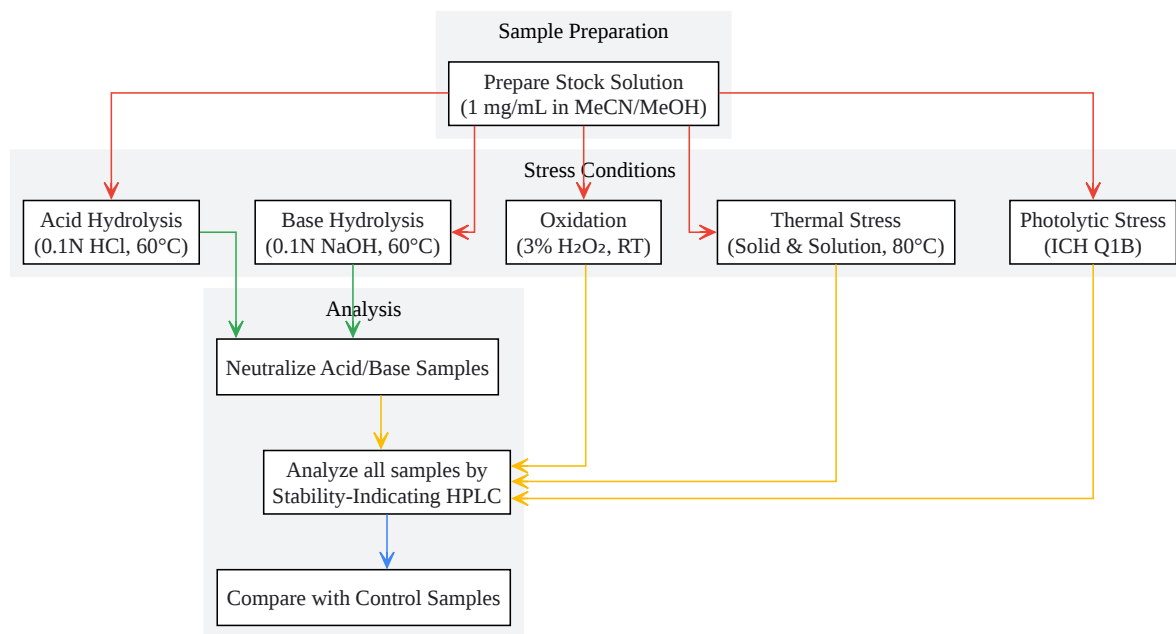 Sample Preparation
Prepare Stock Solution
(1 mg/mL in MeCN/MeOH)
Stress Conditions
Acid Hydrolysis
(0.1N HCl, 60°C)
Base Hydrolysis
(0.1N NaOH, 60°C)
Oxidation
(3% H₂O₂, RT)
Thermal Stress
(Solid & Solution, 80°C)
Photolytic Stress
(ICH Q1B)
Analysis
Neutralize Acid/Base Samples
Analyze all samples by
Stability-Indicating HPLC
Compare with Control Samples